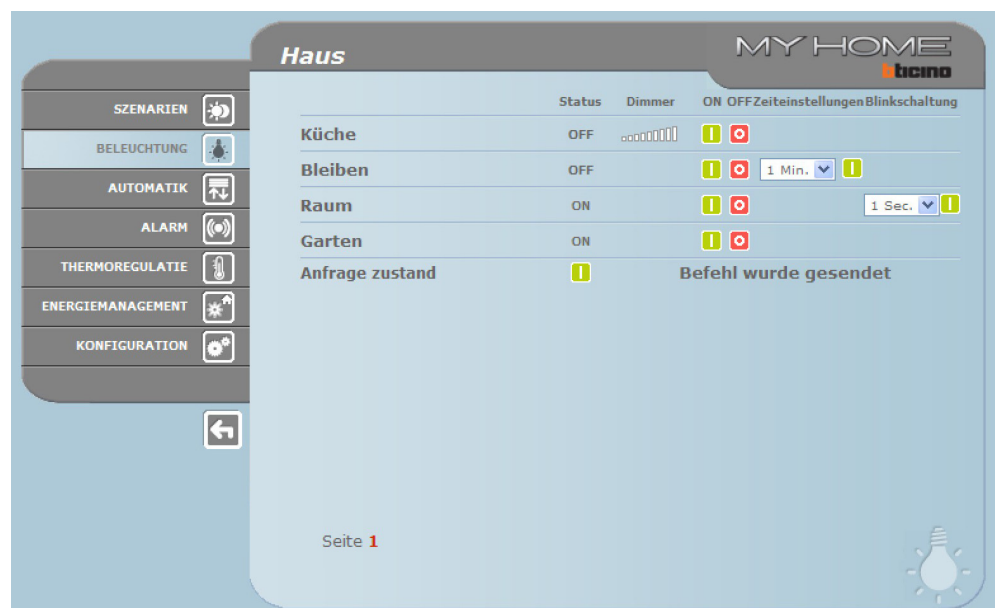 Haus
MY HOME
bticino
SZENARIEN
BELEUCHTUNG
AUTOMATIK
ALARM
THERMOREGULATIE
ENERGIEMANAGEMENT
KONFIGURATION
Status Dimmer ON OFF Zeiteinstellungen Blinkschaltung
Küche OFF
Bleiben OFF 1 Min.
Raum ON 1 Sec.
Garten ON
Anfrage zustand Befehl wurde gesendet
Seite 1